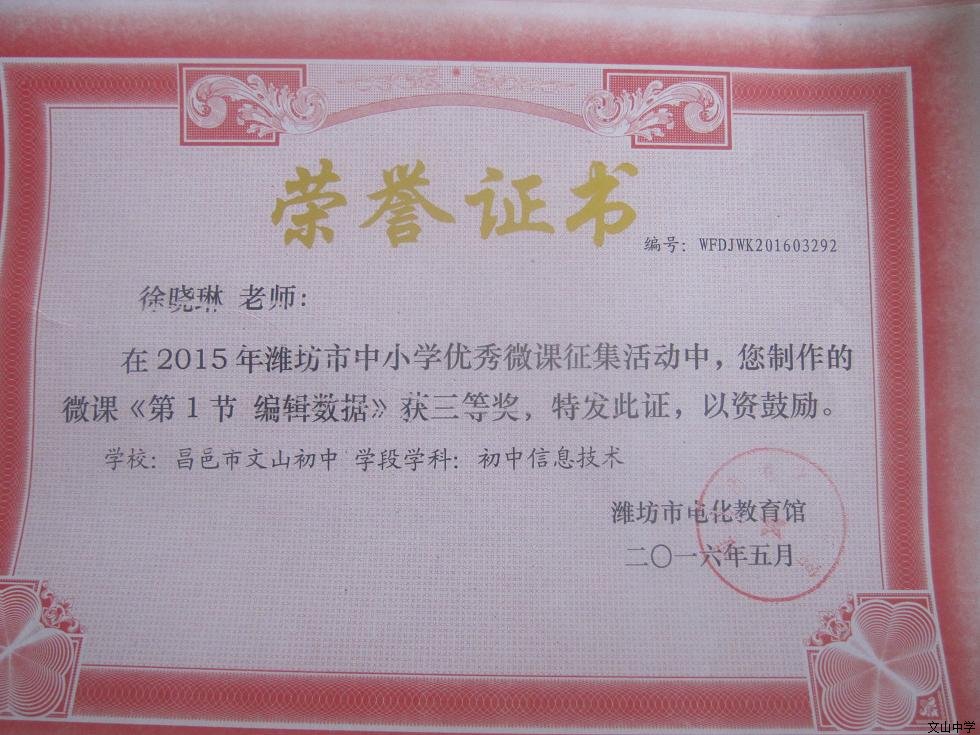 荣誉证书
编号：WFDJWK201603292
徐晓琳 老师：
在2015年潍坊市中小学优秀微课征集活动中，您制作的
微课《第1节 编辑数据》获三等奖，特发此证，以资鼓励。
学校：昌邑市文山初中 学段学科：初中信息技术
潍坊市电化教育馆
二〇一六年五月
文山中学